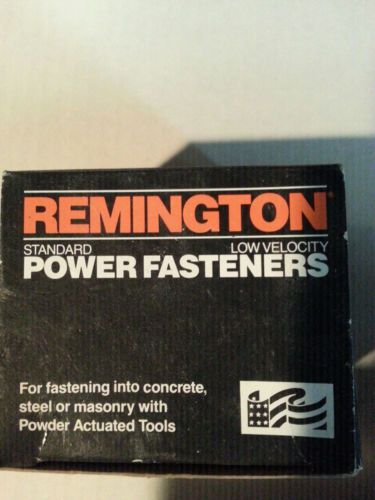 REMINGTON®
STANDARD LOW VELOCITY
POWER FASTENERS
For fastening into concrete,
steel or masonry with
Powder Actuated Tools